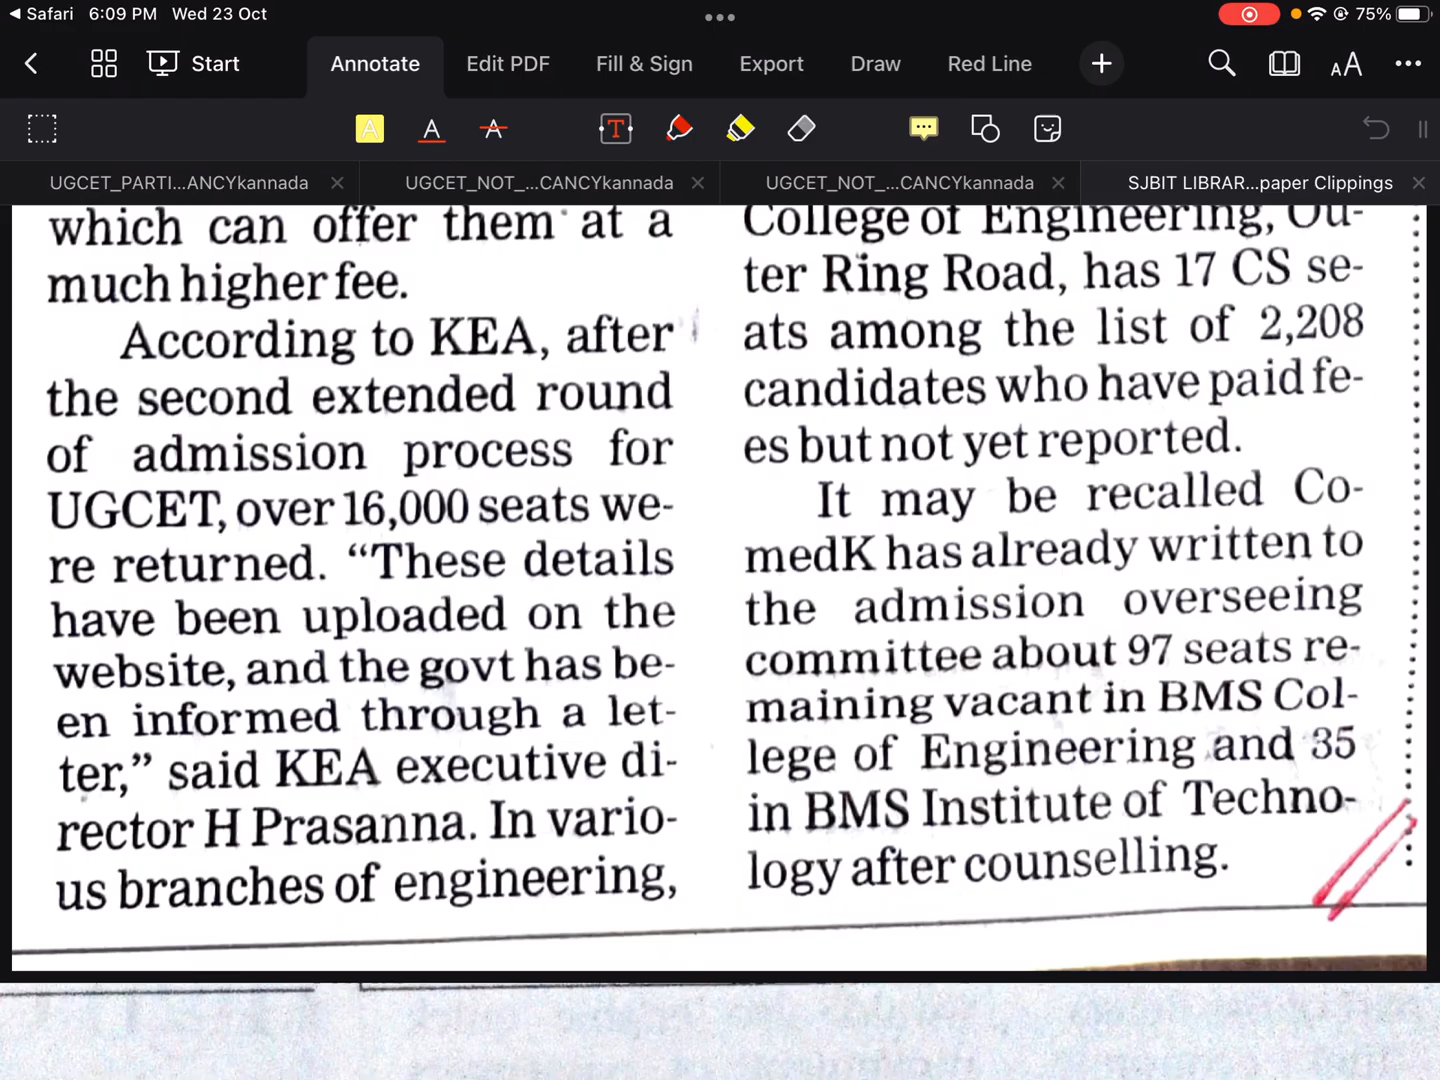 Safari 6:09 PM Wed 23 Oct
75%
Start Annotate Edit PDF Fill & Sign Export Draw Red Line
UGCET_PARTI...ANCYkannada
UGCET_NOT_...CANCYkannada
UGCET_NOT_...CANCYkannada
SJBIT LIBRAR...paper Clippings
which can offer them at a
much higher fee.
According to KEA, after
the second extended round
of admission process for
UGCET, over 16,000 seats we-
re returned. “These details
have been uploaded on the
website, and the govt has be-
en informed through a let-
ter,” said KEA executive di-
rector H Prasanna. In vario-
us branches of engineering,
College of Engineering, Ou-
ter Ring Road, has 17 CS se-
ats among the list of 2,208
candidates who have paid fe-
es but not yet reported.
It may be recalled Co-
medK has already written to
the admission overseeing
committee about 97 seats re-
maining vacant in BMS Col-
lege of Engineering and 35
in BMS Institute of Techno-
logy after counselling.